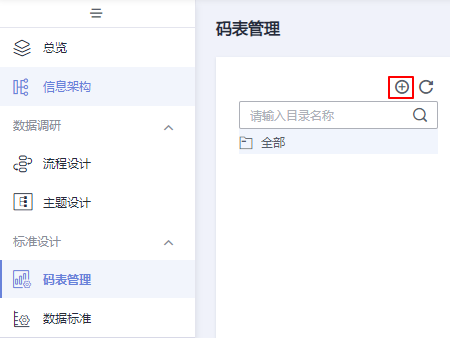 总览
信息架构
数据调研
流程设计
主题设计
标准设计
码表管理
数据标准
码表管理
请输入目录名称
全部